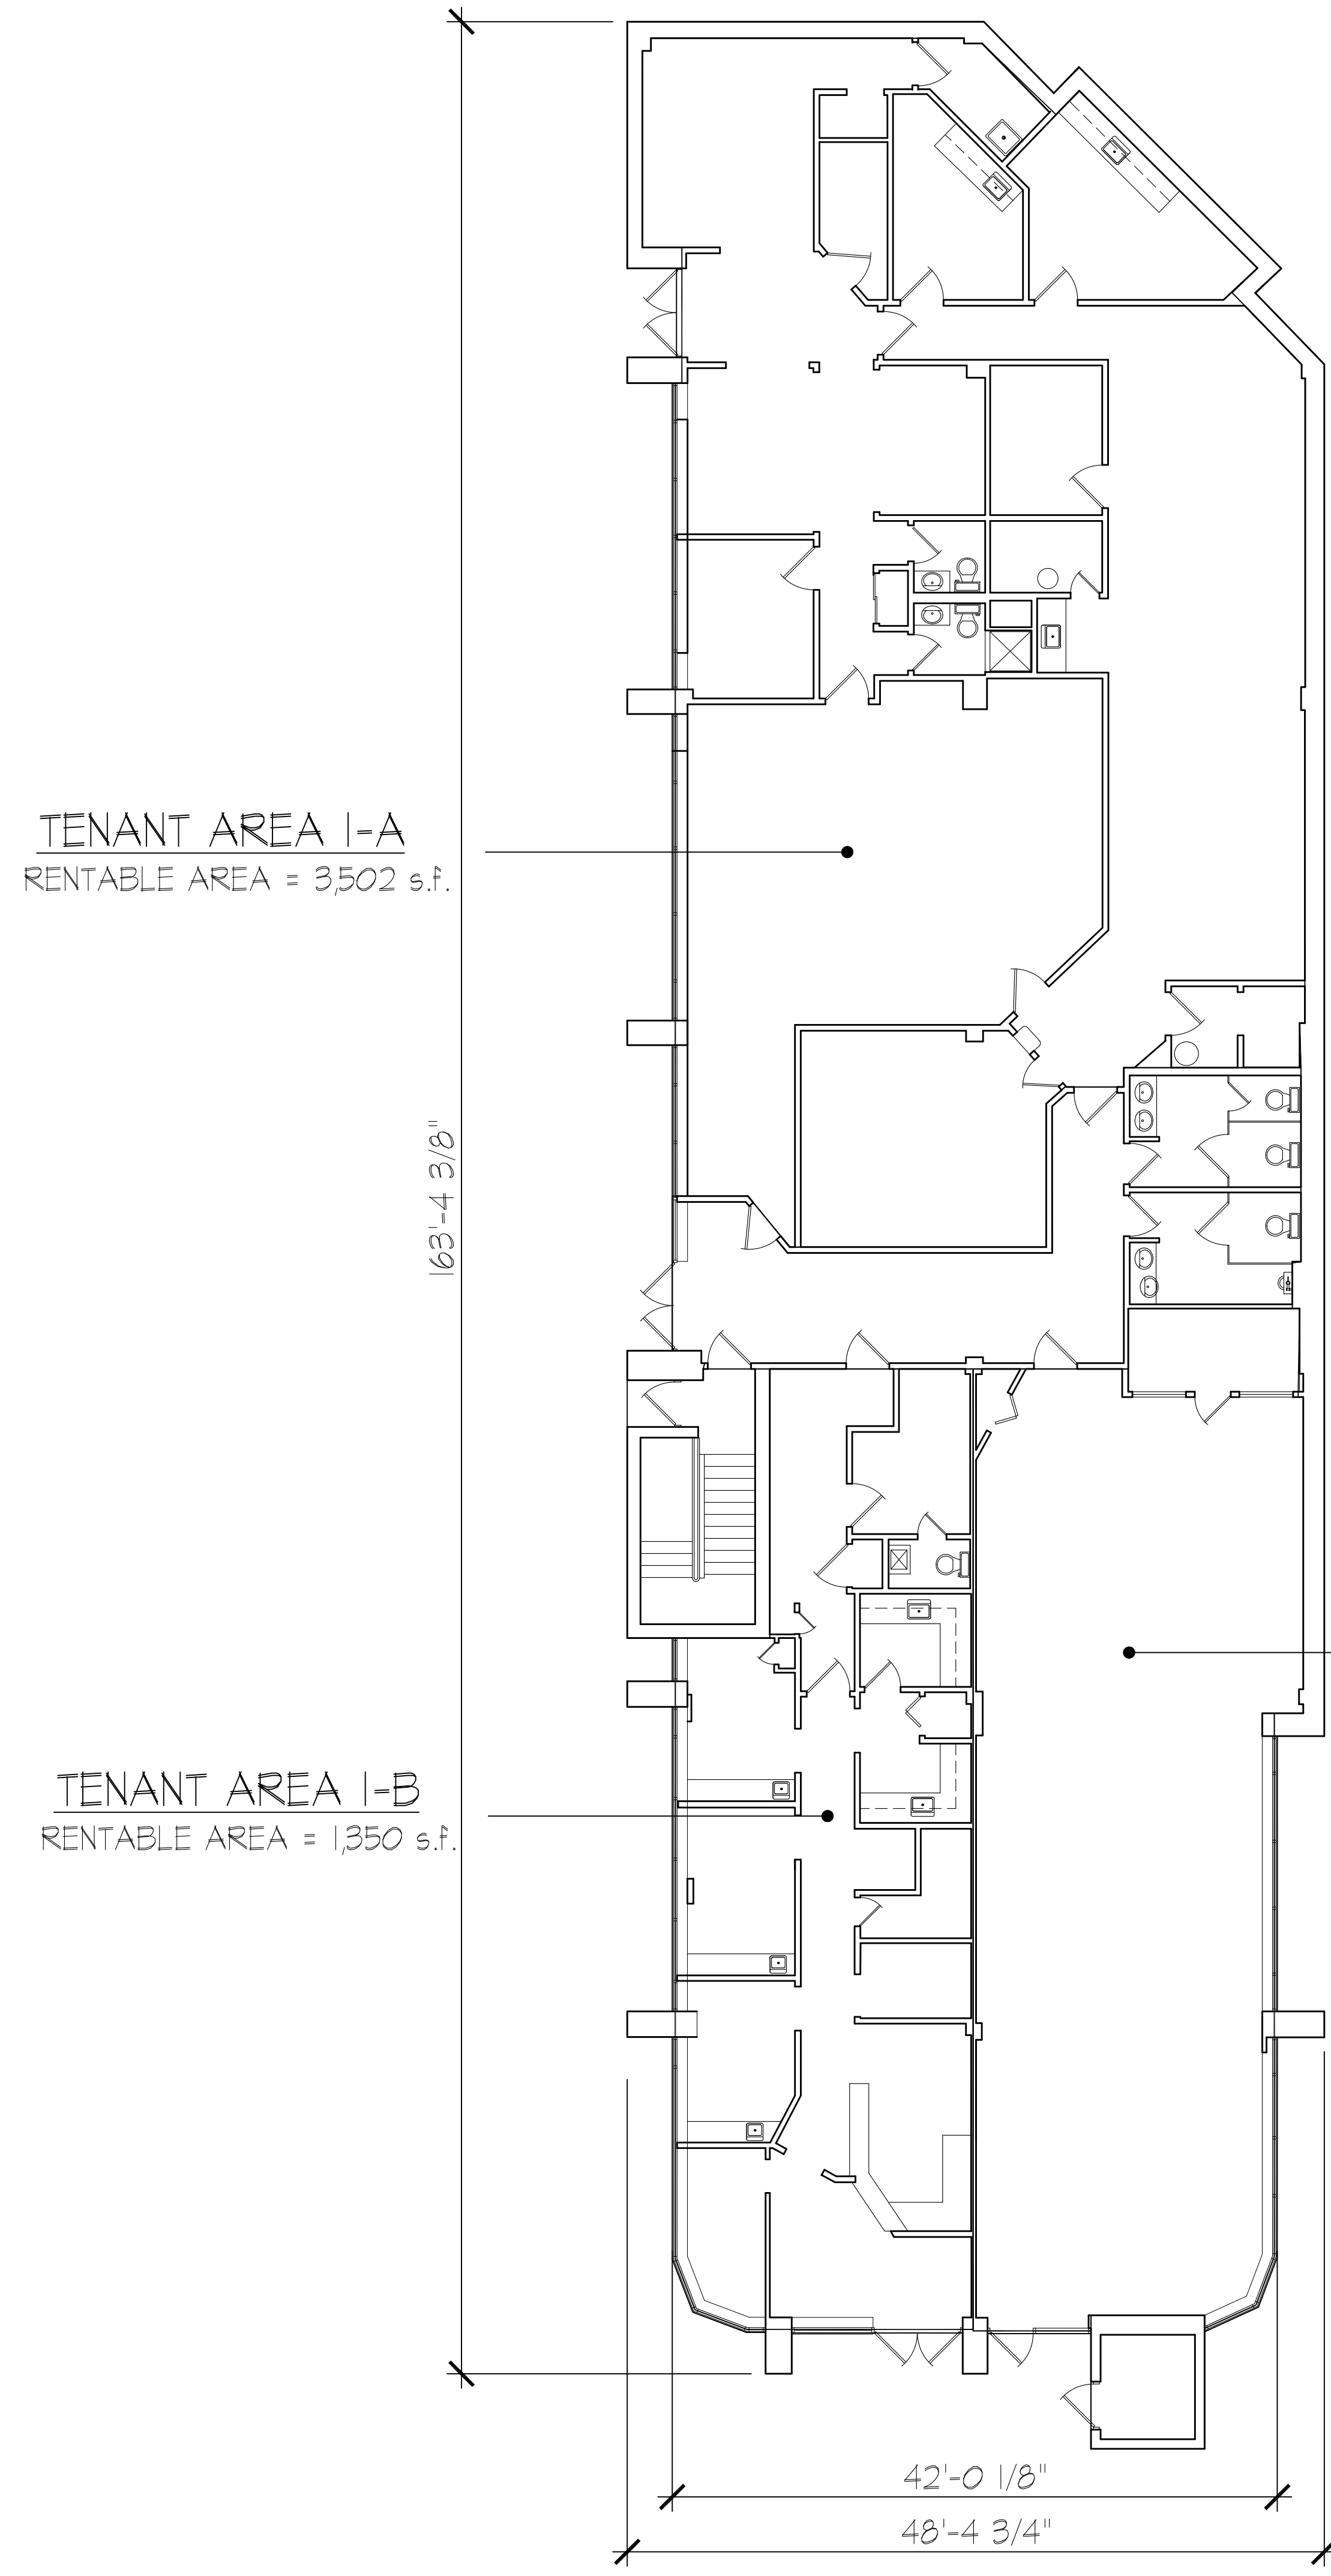 TENANT AREA 1-A
RENTABLE AREA = 3,502 s.f.
163'-4 3/8"
TENANT AREA 1-B
RENTABLE AREA = 1,350 s.f.
42'-0 1/8"
48'-4 3/4"